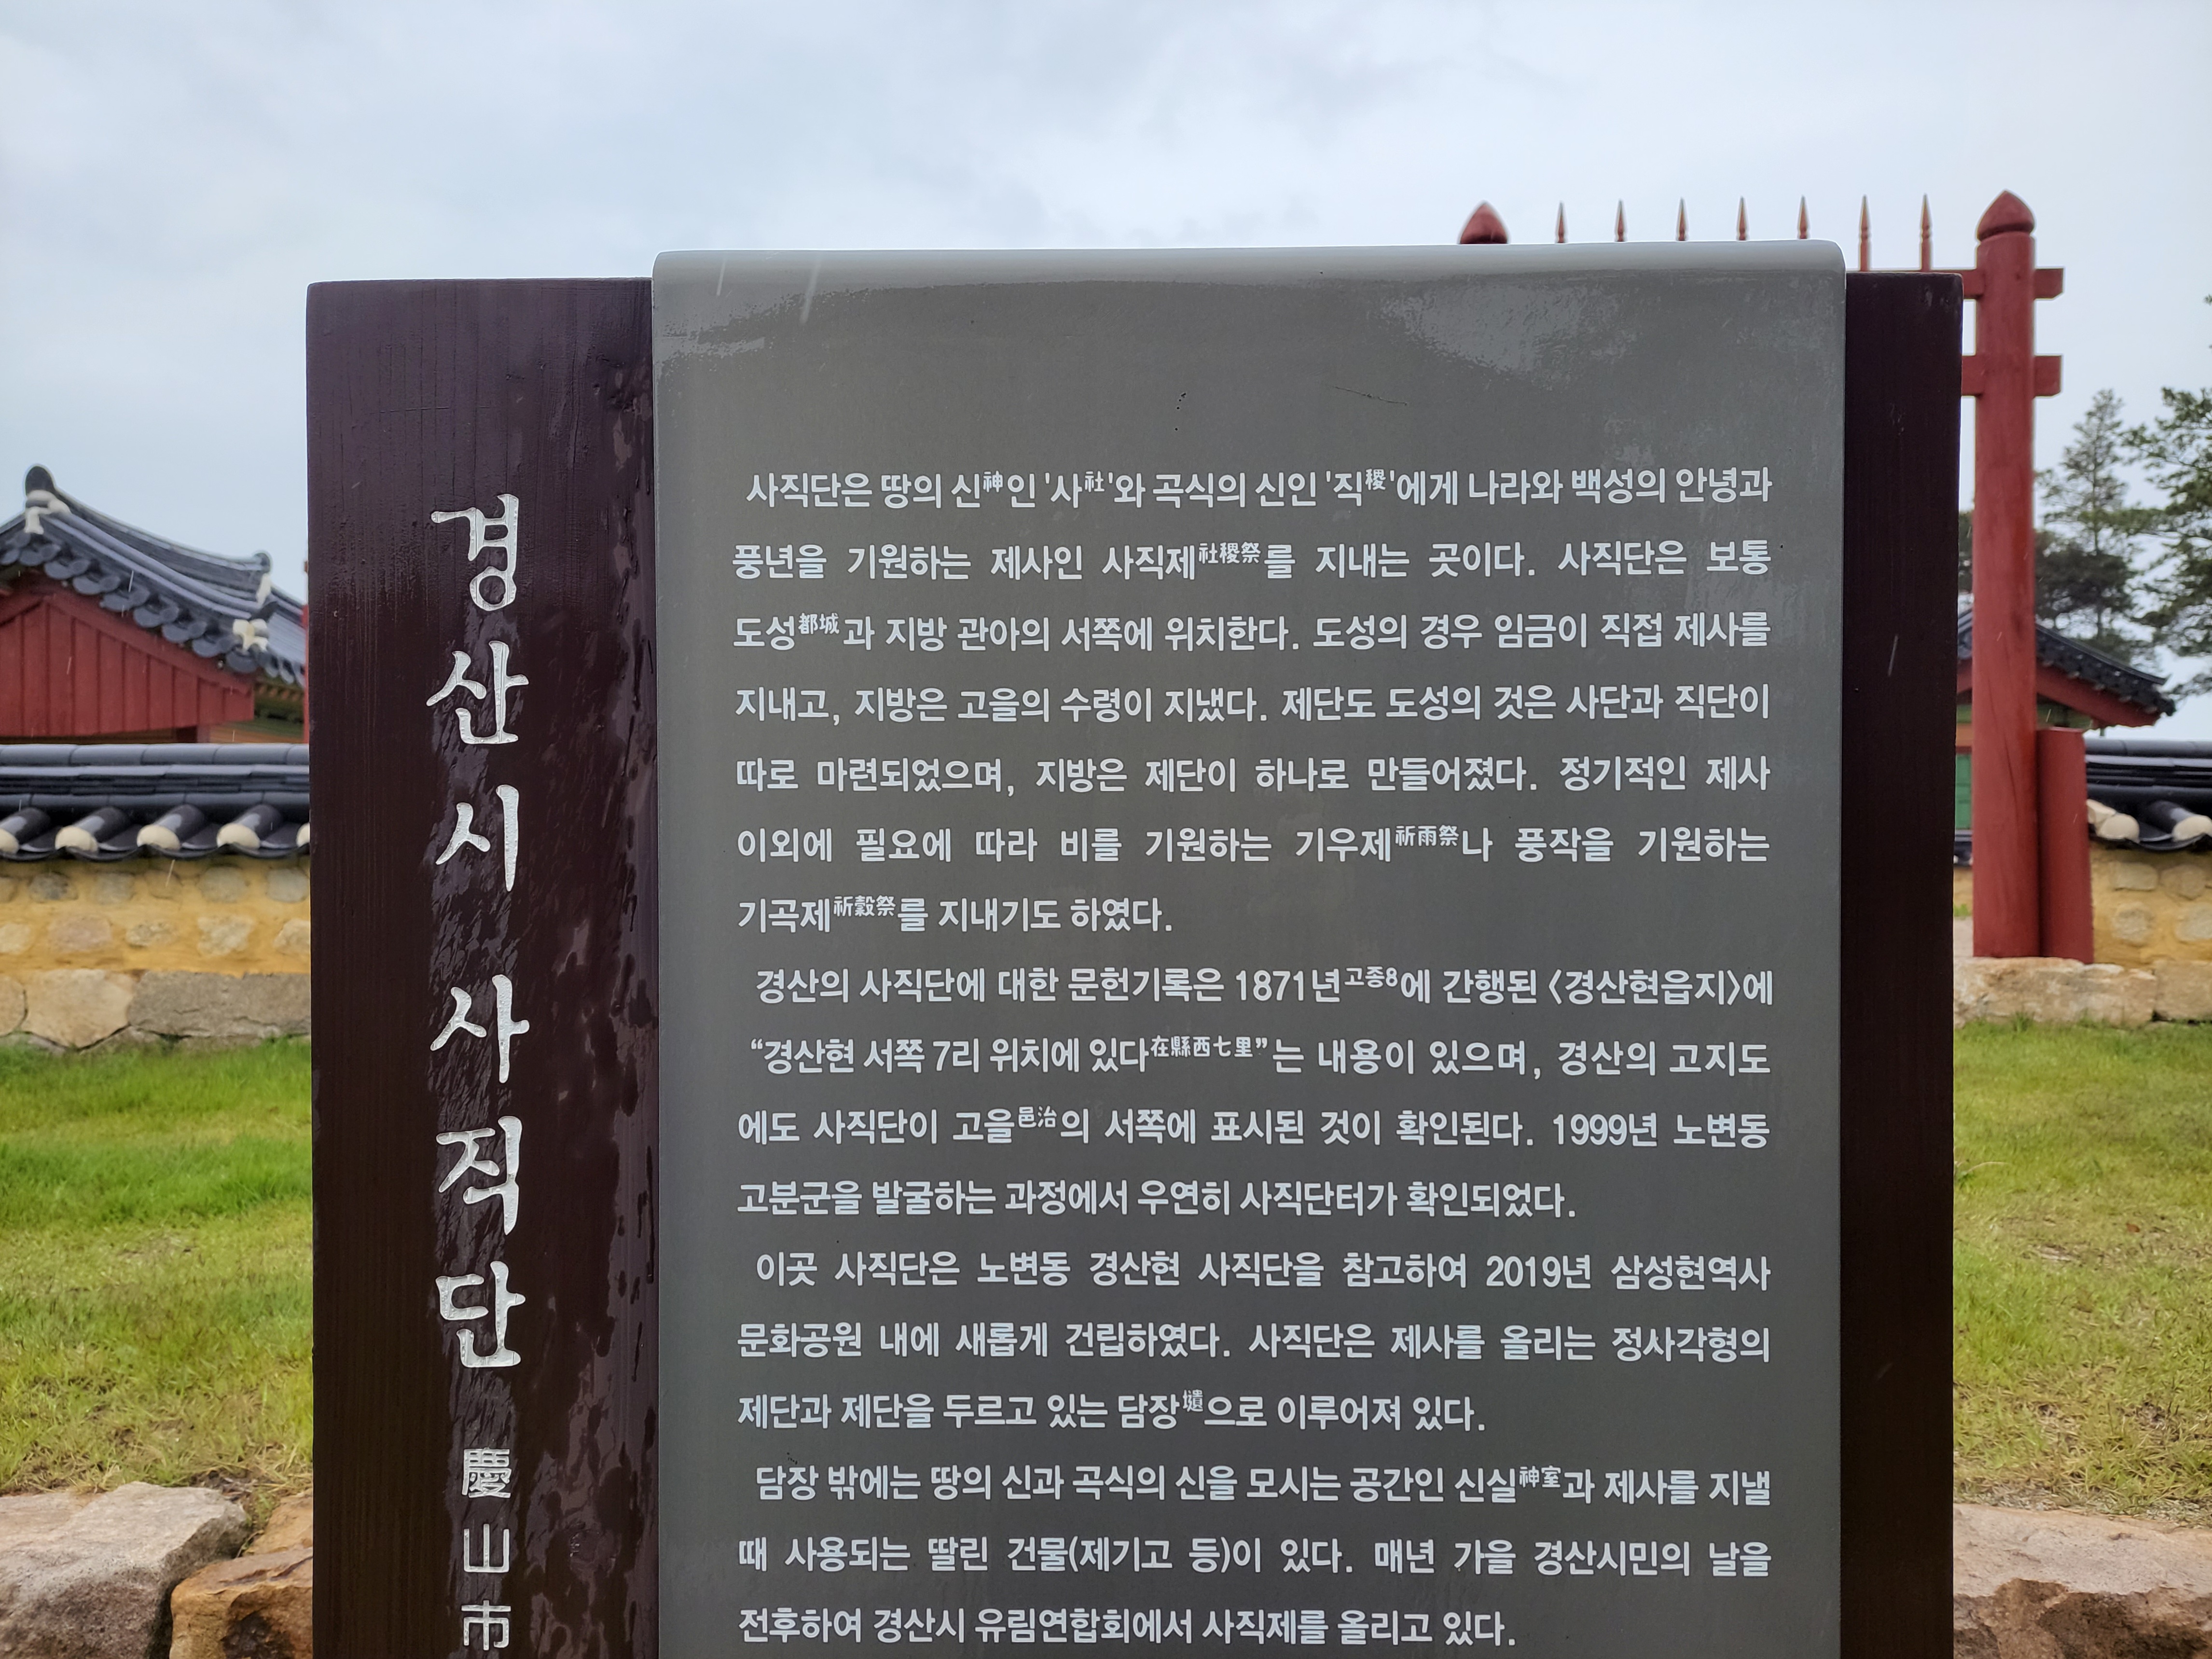 경산시 사직단 慶山市
사직단은 땅의 신神인 '사社'와 곡식의 신인 '직稷'에게 나라와 백성의 안녕과
풍년을 기원하는 제사인 사직제社稷祭를 지내는 곳이다. 사직단은 보통
도성都城과 지방 관아의 서쪽에 위치한다. 도성의 경우 임금이 직접 제사를
지내고, 지방은 고을의 수령이 지냈다. 제단도 도성의 것은 사단과 직단이
따로 마련되었으며, 지방은 제단이 하나로 만들어졌다. 정기적인 제사
이외에 필요에 따라 비를 기원하는 기우제祈雨祭나 풍작을 기원하는
기곡제祈穀祭를 지내기도 하였다.
경산의 사직단에 대한 문헌기록은 1871년고종8에 간행된 〈경산현읍지〉에
“경산현 서쪽 7리 위치에 있다在縣西七里”는 내용이 있으며, 경산의 고지도
에도 사직단이 고을邑治의 서쪽에 표시된 것이 확인된다. 1999년 노변동
고분군을 발굴하는 과정에서 우연히 사직단터가 확인되었다.
이곳 사직단은 노변동 경산현 사직단을 참고하여 2019년 삼성현역사
문화공원 내에 새롭게 건립하였다. 사직단은 제사를 올리는 정사각형의
제단과 제단을 두르고 있는 담장壝으로 이루어져 있다.
담장 밖에는 땅의 신과 곡식의 신을 모시는 공간인 신실神室과 제사를 지낼
때 사용되는 딸린 건물(제기고 등)이 있다. 매년 가을 경산시민의 날을
전후하여 경산시 유림연합회에서 사직제를 올리고 있다.